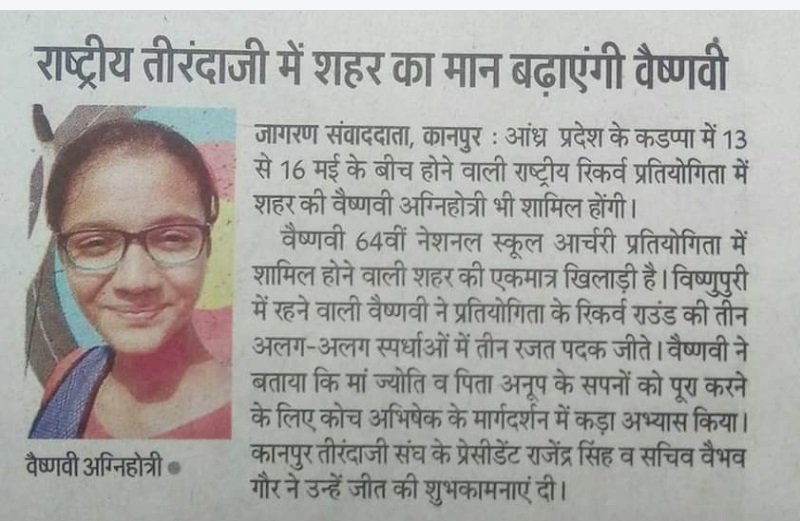 राष्ट्रीय तीरंदाजी में शहर का मान बढ़ाएंगी वैष्णवी
जागरण संवाददाता, कानपुर : आंध्र प्रदेश के कडप्पा में 13
से 16 मई के बीच होने वाली राष्ट्रीय रिकर्व प्रतियोगिता में
शहर की वैष्णवी अग्निहोत्री भी शामिल होंगी।
वैष्णवी 64वीं नेशनल स्कूल आर्चरी प्रतियोगिता में
शामिल होने वाली शहर की एकमात्र खिलाड़ी है। विष्णुपुरी
में रहने वाली वैष्णवी ने प्रतियोगिता के रिकर्व राउंड की तीन
अलग-अलग स्पर्धाओं में तीन रजत पदक जीते। वैष्णवी ने
बताया कि मां ज्योति व पिता अनूप के सपनों को पूरा करने
के लिए कोच अभिषेक के मार्गदर्शन में कड़ा अभ्यास किया।
कानपुर तीरंदाजी संघ के प्रेसीडेंट राजेंद्र सिंह व सचिव वैभव
गौर ने उन्हें जीत की शुभकामनाएं दी।
वैष्णवी अग्निहोत्री ●